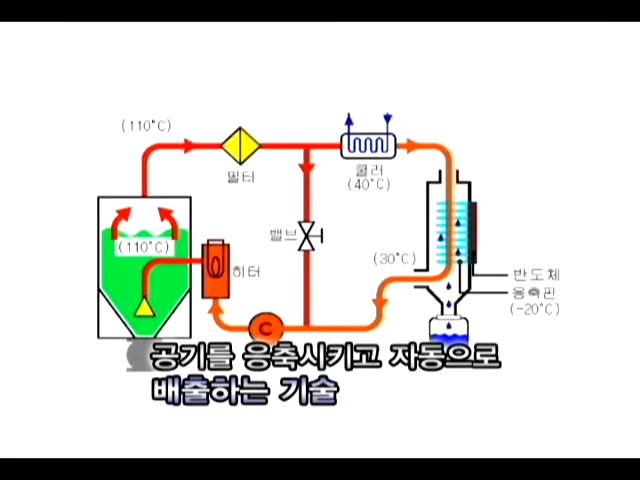 (110°C)
필터
쿨러
(40°C)
(110°C)
밸브
히터
(30°C)
반도체
응축핀
(-20°C)
C
공기를 응축시키고 자동으로
배출하는 기술